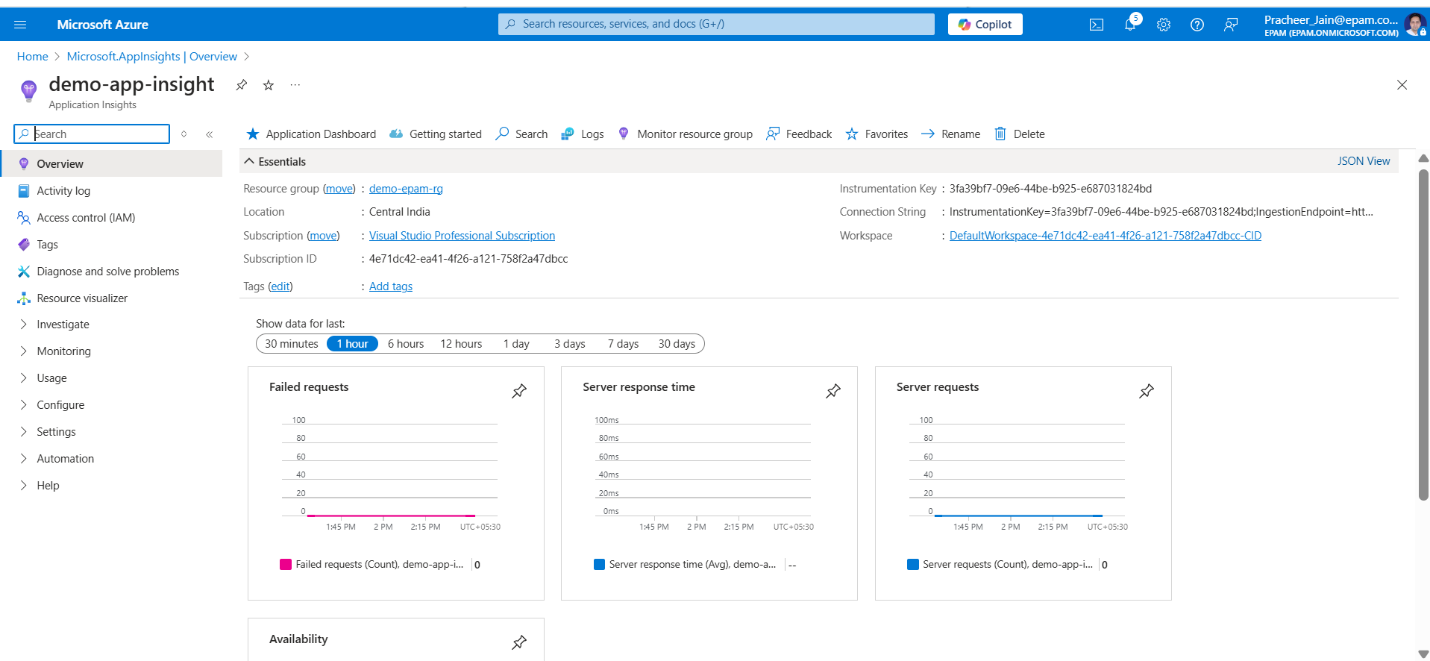 Microsoft Azure
Search resources, services, and docs (G+/)
Copilot
5
Pracheer_Jain@epam.co...
EPAM (EPAM.ONMICROSOFT.COM)
Home > Microsoft.AppInsights | Overview >
demo-app-insight
Application Insights
Search
Application Dashboard Getting started Search Logs Monitor resource group Feedback Favorites Rename Delete
Overview
Activity log
Access control (IAM)
Tags
Diagnose and solve problems
Resource visualizer
Investigate
Monitoring
Usage
Configure
Settings
Automation
Help
Essentials
JSON View
Resource group (move) : demo-epam-rg
Location : Central India
Subscription (move) : Visual Studio Professional Subscription
Subscription ID : 4e71dc42-ea41-4f26-a121-758f2a47dbcc
Tags (edit) : Add tags
Instrumentation Key : 3fa39bf7-09e6-44be-b925-e687031824bd
Connection String : InstrumentationKey=3fa39bf7-09e6-44be-b925-e687031824bd;IngestionEndpoint=htt...
Workspace : DefaultWorkspace-4e71dc42-ea41-4f26-a121-758f2a47dbcc-CID
Show data for last:
30 minutes 1 hour 6 hours 12 hours 1 day 3 days 7 days 30 days
Failed requests
100
80
60
40
20
0
1:45 PM 2 PM 2:15 PM UTC+05:30
Failed requests (Count), demo-app-i... 0
Server response time
100ms
80ms
60ms
40ms
20ms
0ms
1:45 PM 2 PM 2:15 PM UTC+05:30
Server response time (Avg), demo-a... --
Server requests
100
80
60
40
20
0
1:45 PM 2 PM 2:15 PM UTC+05:30
Server requests (Count), demo-app-i... 0
Availability